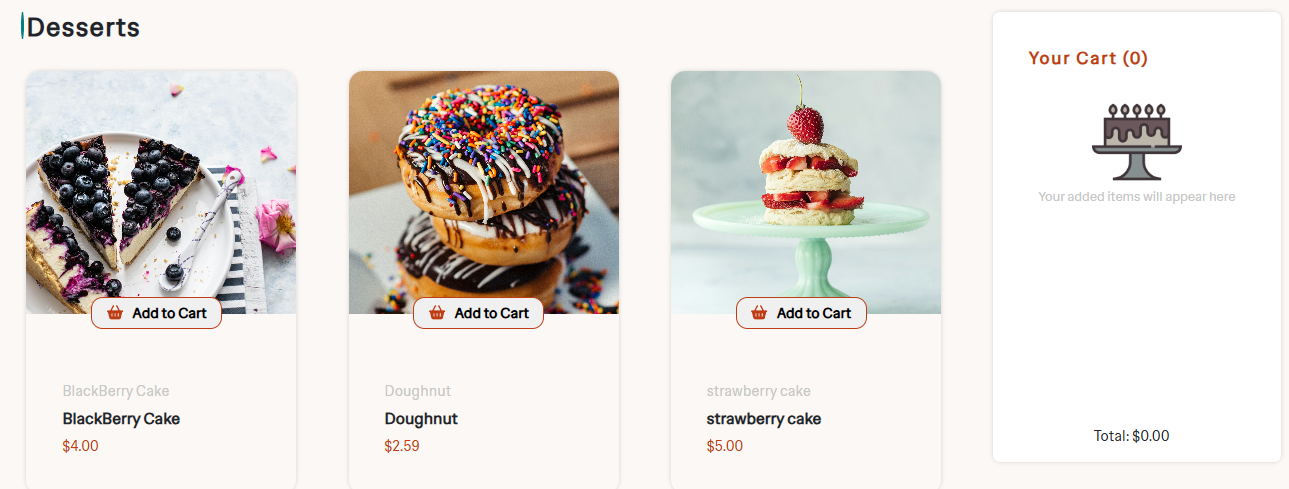 Desserts
Your Cart (0)
Your added items will appear here
Add to Cart
Add to Cart
Add to Cart
BlackBerry Cake
BlackBerry Cake
$4.00
Doughnut
Doughnut
$2.59
strawberry cake
strawberry cake
$5.00
Total: $0.00